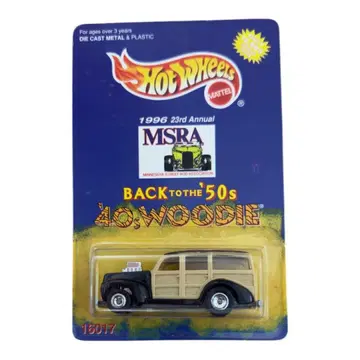 For ages over 3 years
DIE CAST METAL & PLASTIC
Hot Wheels
MATTEL
®
1996 23rd Annual
MSRA
BACK TO THE '50s
'40s WOODIE
16017